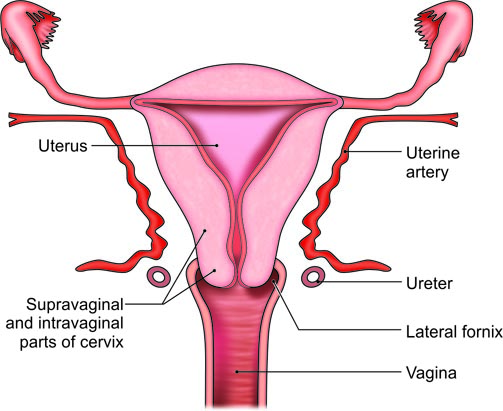 Uterus
Uterine
artery
Supravaginal
and intravaginal
parts of cervix
Ureter
Lateral fornix
Vagina